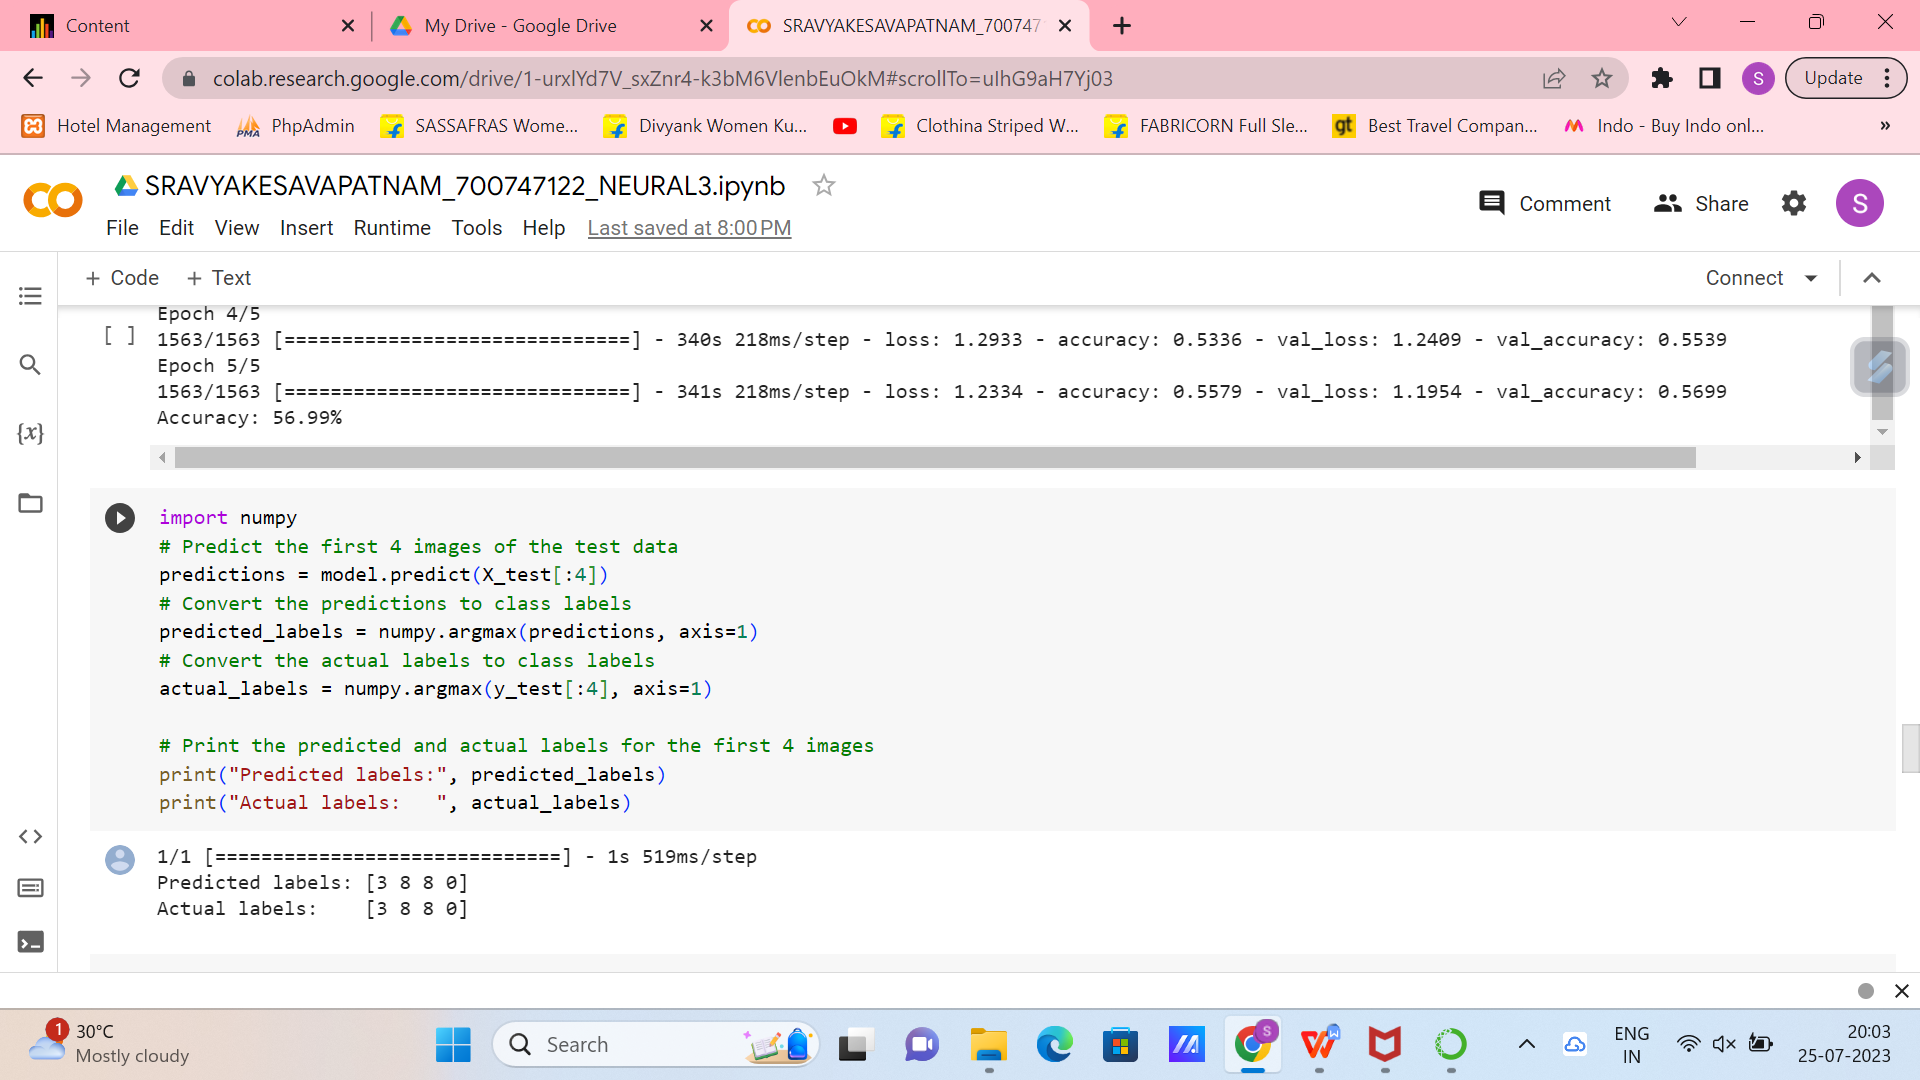 Content
My Drive - Google Drive
SRAVYAKESAVAPATNAM_700747
colab.research.google.com/drive/1-urxlYd7V_sxZnr4-k3bM6VlenbEuOkM#scrollTo=uIhG9aH7Yj03
S
Update
Hotel Management
PMA
PhpAdmin
SASSAFRAS Wome...
Divyank Women Ku...
Clothina Striped W...
FABRICORN Full Sle...
gt
Best Travel Compan...
Indo - Buy Indo onl...
»
SRAVYAKESAVAPATNAM_700747122_NEURAL3.ipynb
File Edit View Insert Runtime Tools Help Last saved at 8:00 PM
Comment
Share
S
+ Code + Text
Connect
Epoch 4/5
[ ] 1563/1563 [==============================] - 340s 218ms/step - loss: 1.2933 - accuracy: 0.5336 - val_loss: 1.2409 - val_accuracy: 0.5539
Epoch 5/5
1563/1563 [==============================] - 341s 218ms/step - loss: 1.2334 - accuracy: 0.5579 - val_loss: 1.1954 - val_accuracy: 0.5699
Accuracy: 56.99%
{x}
import numpy
# Predict the first 4 images of the test data
predictions = model.predict(X_test[:4])
# Convert the predictions to class labels
predicted_labels = numpy.argmax(predictions, axis=1)
# Convert the actual labels to class labels
actual_labels = numpy.argmax(y_test[:4], axis=1)
# Print the predicted and actual labels for the first 4 images
print("Predicted labels:", predicted_labels)
print("Actual labels:   ", actual_labels)
1/1 [==============================] - 1s 519ms/step
Predicted labels: [3 8 8 0]
Actual labels:    [3 8 8 0]
1
30°C
Mostly cloudy
Search
S
W
ENG
IN
20:03
25-07-2023